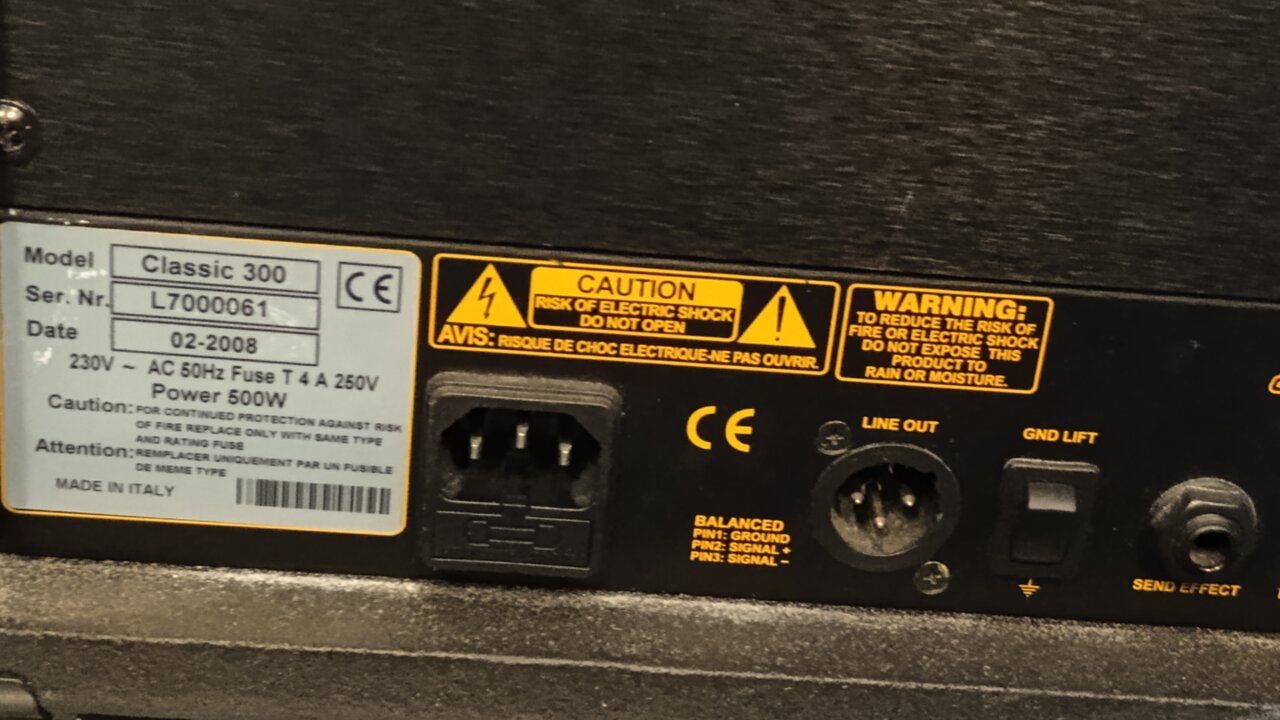 Model Classic 300
Ser. Nr. L7000061
Date 02-2008
230V ~ AC 50Hz Fuse T 4 A 250V
Power 500W
Caution: FOR CONTINUED PROTECTION AGAINST RISK
OF FIRE REPLACE ONLY WITH SAME TYPE
AND RATING FUSE
Attention: REMPLACER UNIQUEMENT PAR UN FUSIBLE
DE MEME TYPE
MADE IN ITALY
CE
CAUTION
RISK OF ELECTRIC SHOCK
DO NOT OPEN
AVIS: RISQUE DE CHOC ELECTRIQUE-NE PAS OUVRIR.
WARNING:
TO REDUCE THE RISK OF
FIRE OR ELECTRIC SHOCK
DO NOT EXPOSE THIS
PRODUCT TO
RAIN OR MOISTURE.
CE
BALANCED
PIN1: GROUND
PIN2: SIGNAL +
PIN3: SIGNAL -
LINE OUT
GND LIFT
SEND EFFECT